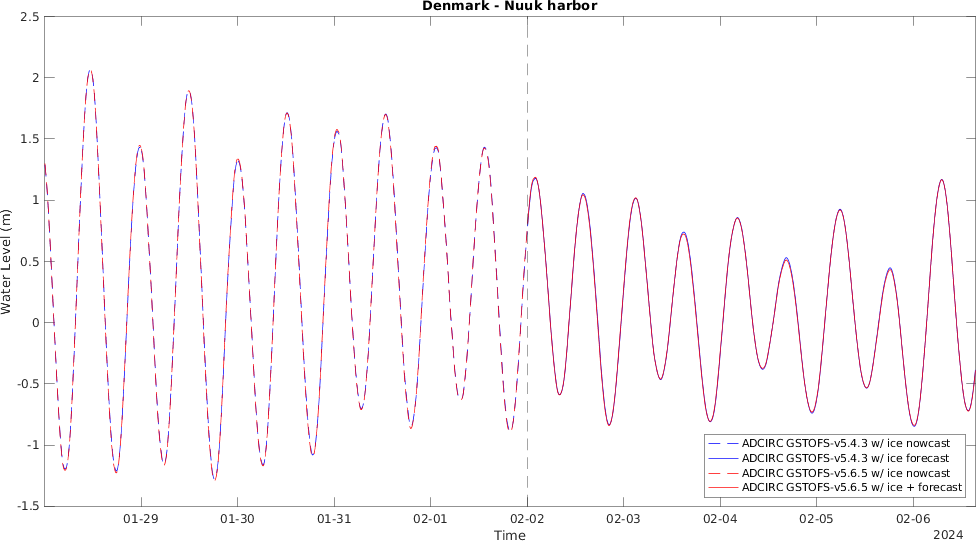 Denmark - Nuuk harbor
2.5
2
1.5
1
0.5
0
-0.5
-1
-1.5
Water Level (m)
ADCIRC GSTOFS-v5.4.3 w/ ice nowcast
ADCIRC GSTOFS-v5.4.3 w/ ice forecast
ADCIRC GSTOFS-v5.6.5 w/ ice nowcast
ADCIRC GSTOFS-v5.6.5 w/ ice + forecast
01-29 01-30 01-31 02-01 02-02 02-03 02-04 02-05 02-06
Time
2024